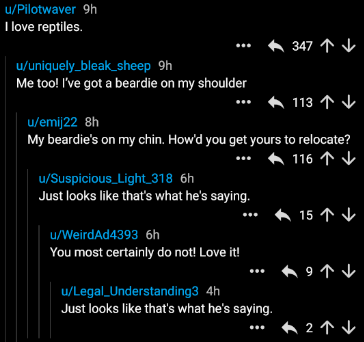 u/Pilotwaver 9h
I love reptiles.
347
u/uniquely_bleak_sheep 9h
Me too! I've got a beardie on my shoulder
113
u/emij22 8h
My beardie's on my chin. How'd you get yours to relocate?
116
u/Suspicious_Light_318 6h
Just looks like that's what he's saying.
15
u/WeirdAd4393 6h
You most certainly do not! Love it!
9
u/Legal_Understanding3 4h
Just looks like that's what he's saying.
2